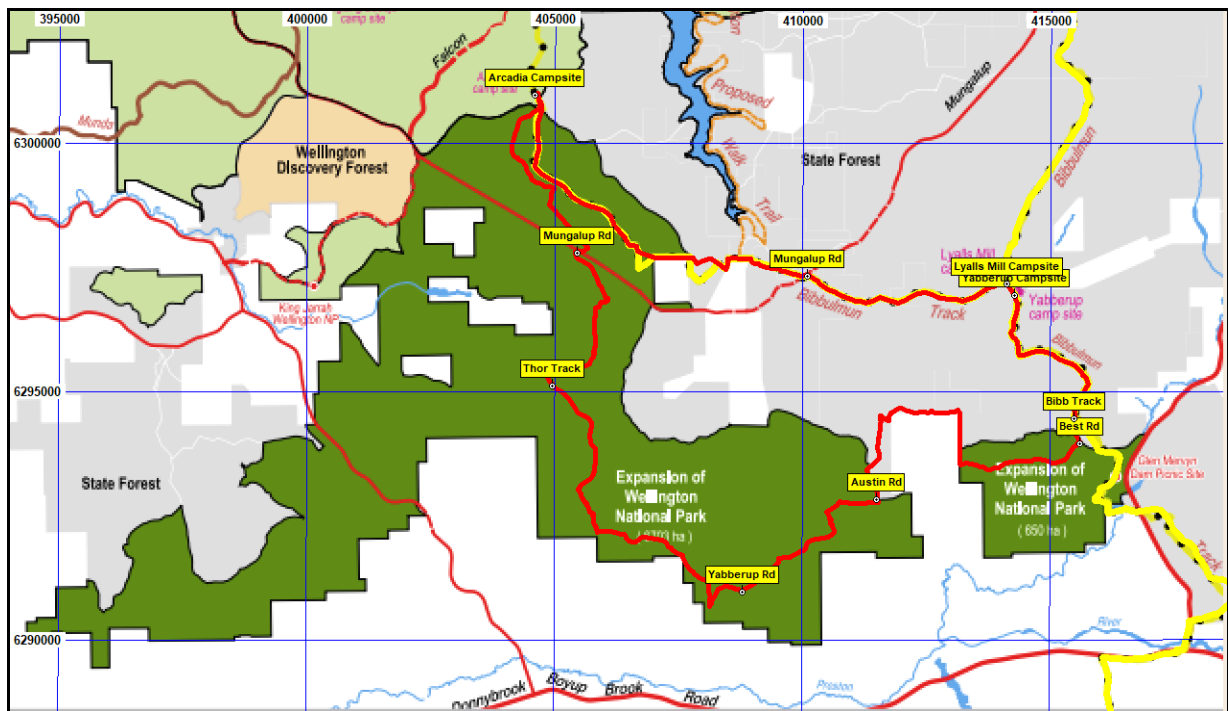 395000
400000
405000
410000
415000
camp site
Falcon
Arcadia Campsite
camp site
Proposed
Mungalup
Munda
6300000
Wellington
Discovery Forest
State Forest
Walk
Trail
Bibbulmun
Mungalup Rd
Mungalup Rd
Lyalls Mill
Lyalls Mill Campsite
Yabberup Campsite
Yabberup
camp site
King Jarrah
Wellington NP
Bibbulmun
Track
Bibbulmun
Thor Track
6295000
Bibb Track
Best Rd
State Forest
Expansion of
National Park
Austin Rd
Expansion of
National Park
( 650 ha )
Glen Mervyn
Dam Picnic Site
Track
Yabberup Rd
6290000
River
Preston
Donnybrook
Boyup
Brook
Road